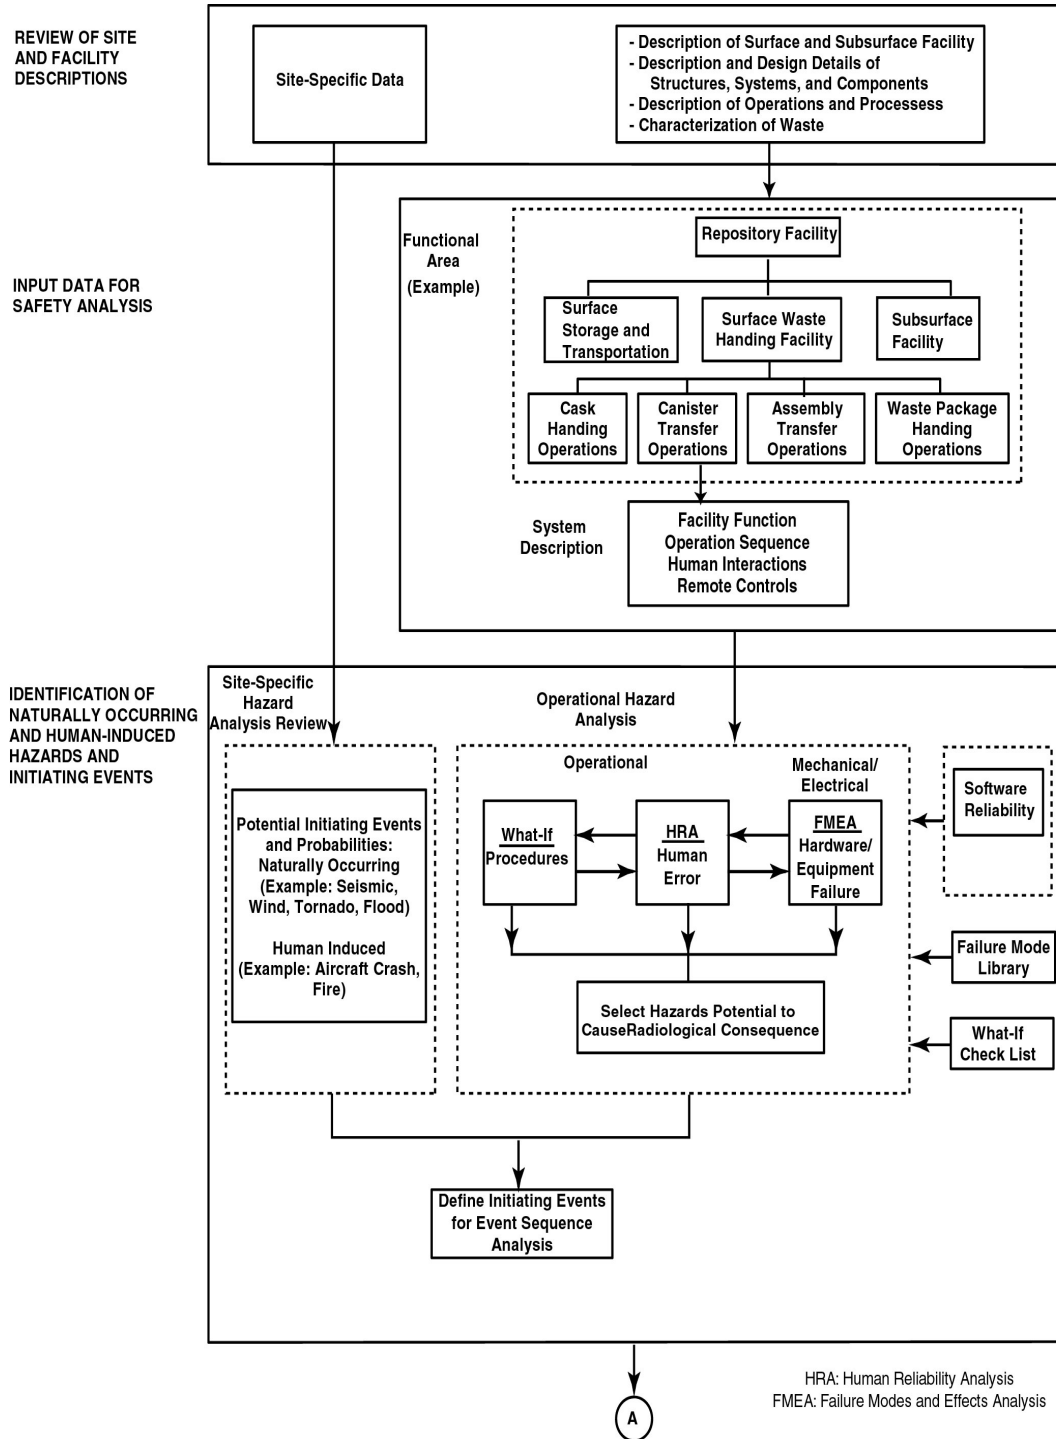 REVIEW OF SITE
AND FACILITY
DESCRIPTIONS
Site-Specific Data
- Description of Surface and Subsurface Facility
- Description and Design Details of
Structures, Systems, and Components
- Description of Operations and Processess
- Characterization of Waste
INPUT DATA FOR
SAFETY ANALYSIS
Functional
Area
(Example)
Repository Facility
Surface
Storage and
Transportation
Surface Waste
Handing Facility
Subsurface
Facility
Cask
Handing
Operations
Canister
Transfer
Operations
Assembly
Transfer
Operations
Waste Package
Handing
Operations
System
Description
Facility Function
Operation Sequence
Human Interactions
Remote Controls
IDENTIFICATION OF
NATURALLY OCCURRING
AND HUMAN-INDUCED
HAZARDS AND
INITIATING EVENTS
Site-Specific
Hazard
Analysis Review
Potential Initiating Events
and Probabilities:
Naturally Occurring
(Example: Seismic,
Wind, Tornado, Flood)
Human Induced
(Example: Aircraft Crash,
Fire)
Operational Hazard
Analysis
Operational
Mechanical/
Electrical
What-If
Procedures
HRA
Human
Error
FMEA
Hardware/
Equipment
Failure
Select Hazards Potential to
CauseRadiological Consequence
Software
Reliability
Failure Mode
Library
What-If
Check List
Define Initiating Events
for Event Sequence
Analysis
HRA: Human Reliability Analysis
FMEA: Failure Modes and Effects Analysis
A